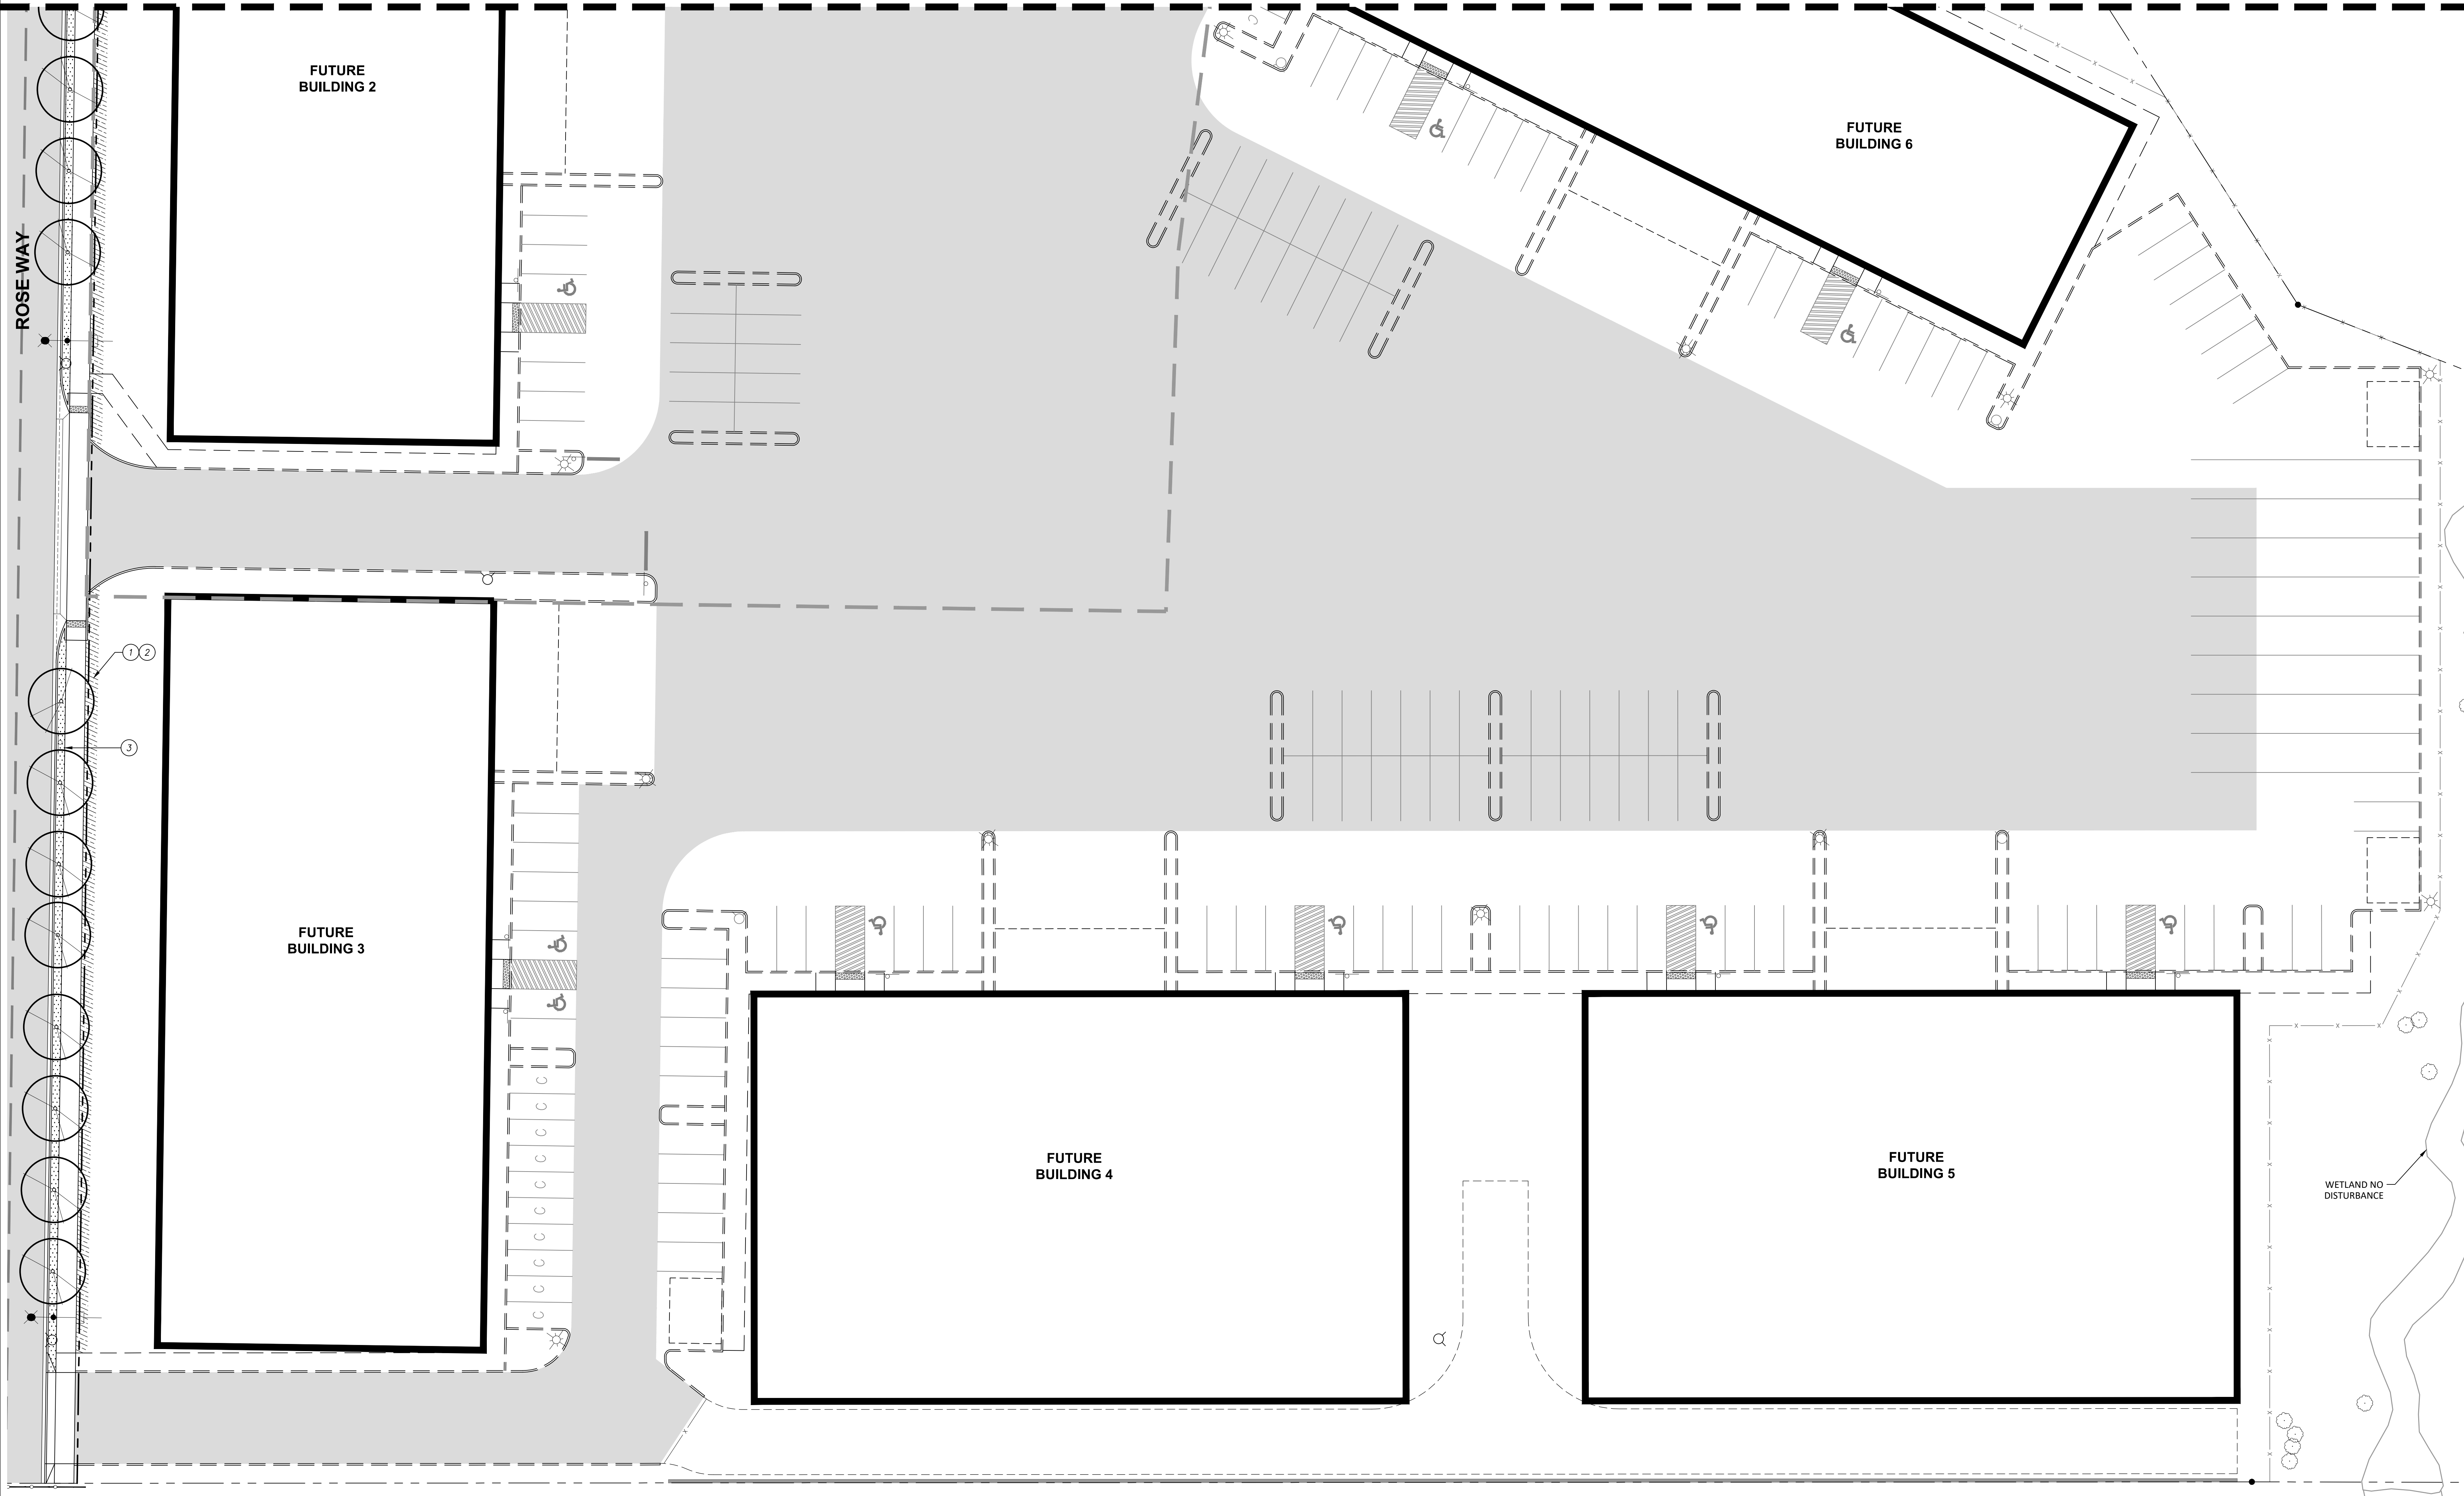 FUTURE
BUILDING 2
FUTURE
BUILDING 6
ROSE WAY
1 2
3
FUTURE
BUILDING 3
FUTURE
BUILDING 4
FUTURE
BUILDING 5
WETLAND NO
DISTURBANCE
C
C
C
C
C
C
C
C
C
C
C